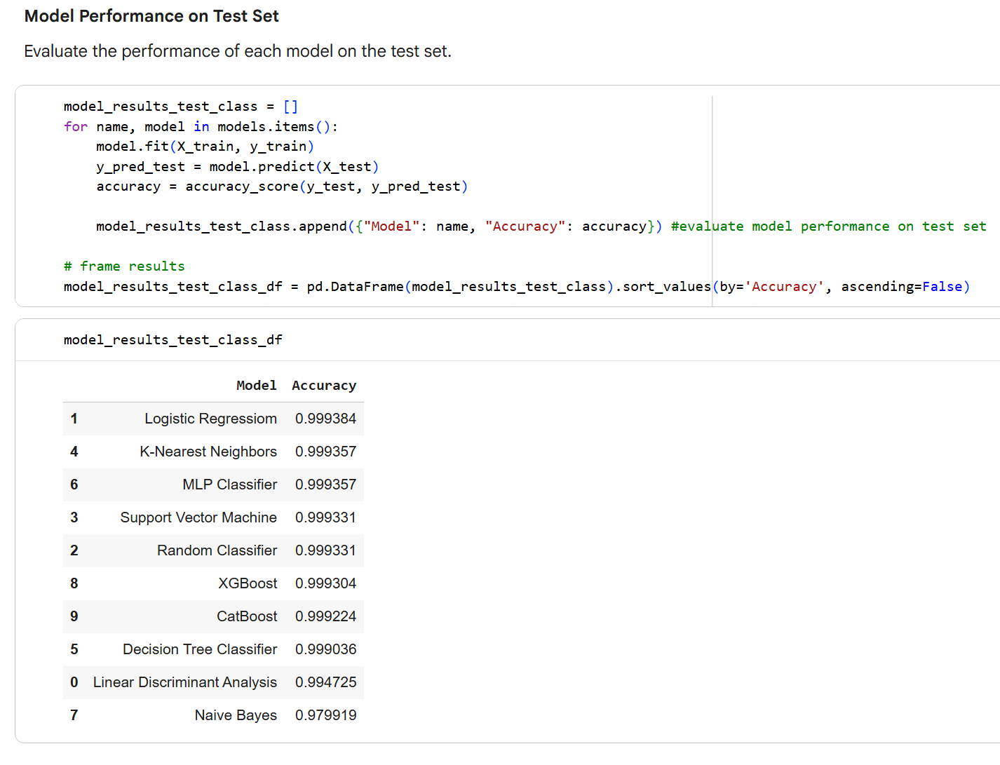 Model Performance on Test Set
Evaluate the performance of each model on the test set.
model_results_test_class = []
for name, model in models.items():
    model.fit(X_train, y_train)
    y_pred_test = model.predict(X_test)
    accuracy = accuracy_score(y_test, y_pred_test)
    model_results_test_class.append({"Model": name, "Accuracy": accuracy}) #evaluate model performance on test set
# frame results
model_results_test_class_df = pd.DataFrame(model_results_test_class).sort_values(by='Accuracy', ascending=False)
model_results_test_class_df
Model Accuracy
1 Logistic Regressiom 0.999384
4 K-Nearest Neighbors 0.999357
6 MLP Classifier 0.999357
3 Support Vector Machine 0.999331
2 Random Classifier 0.999331
8 XGBoost 0.999304
9 CatBoost 0.999224
5 Decision Tree Classifier 0.999036
0 Linear Discriminant Analysis 0.994725
7 Naive Bayes 0.979919